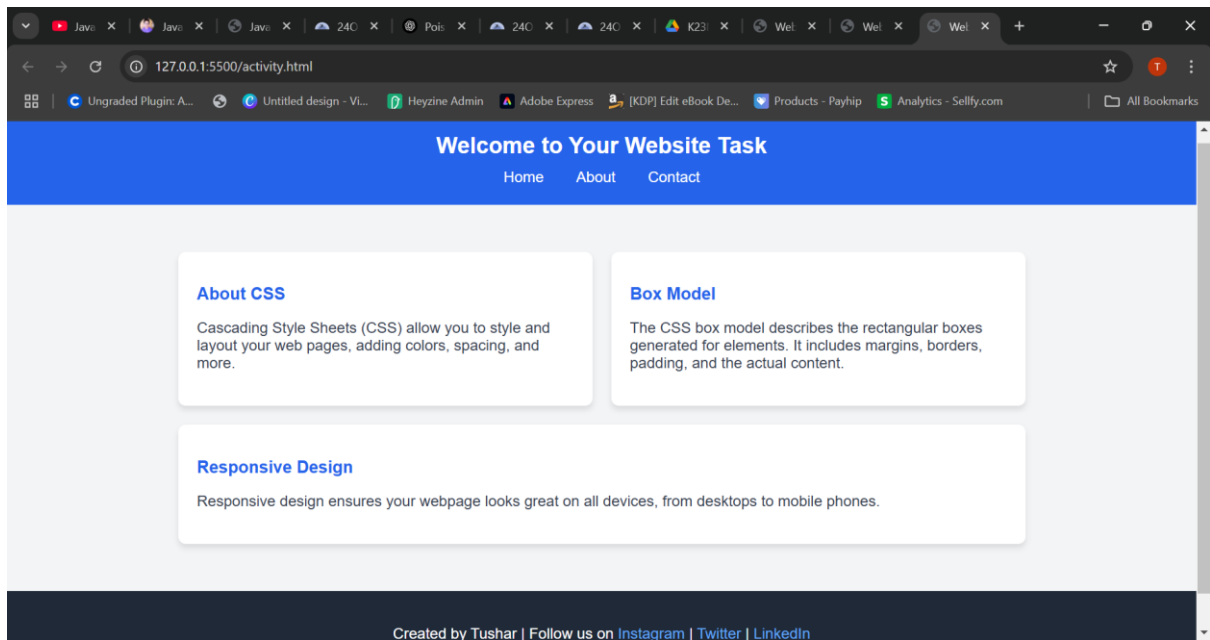 Java
Java
Java
240
Pois
240
240
K23
Wel
Wel
Wel
127.0.0.1:5500/activity.html
T
Ungraded Plugin: A...
Untitled design - Vi...
Heyzine Admin
Adobe Express
[KDP] Edit eBook De...
Products - Payhip
Analytics - Sellfy.com
All Bookmarks
Welcome to Your Website Task
Home About Contact
About CSS
Cascading Style Sheets (CSS) allow you to style and
layout your web pages, adding colors, spacing, and
more.
Box Model
The CSS box model describes the rectangular boxes
generated for elements. It includes margins, borders,
padding, and the actual content.
Responsive Design
Responsive design ensures your webpage looks great on all devices, from desktops to mobile phones.
Created by Tushar | Follow us on Instagram | Twitter | LinkedIn